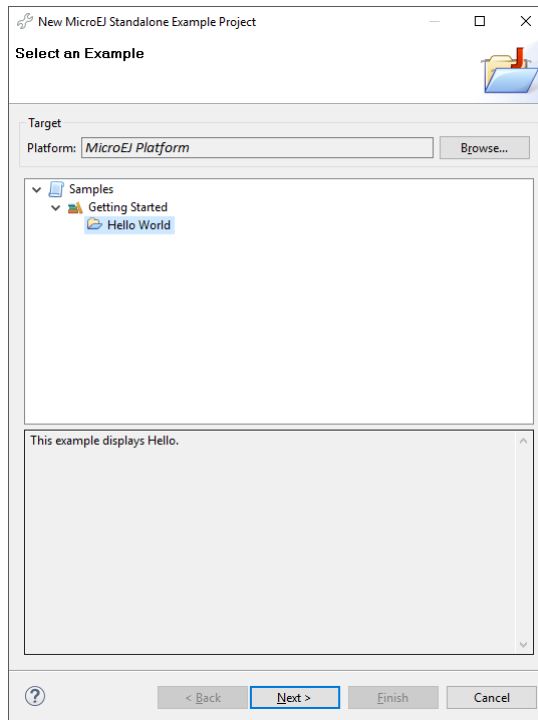 New MicroEJ Standalone Example Project
Select an Example
Target
Platform: MicroEJ Platform Browse...
Samples
Getting Started
Hello World
This example displays Hello.
? < Back Next > Finish Cancel